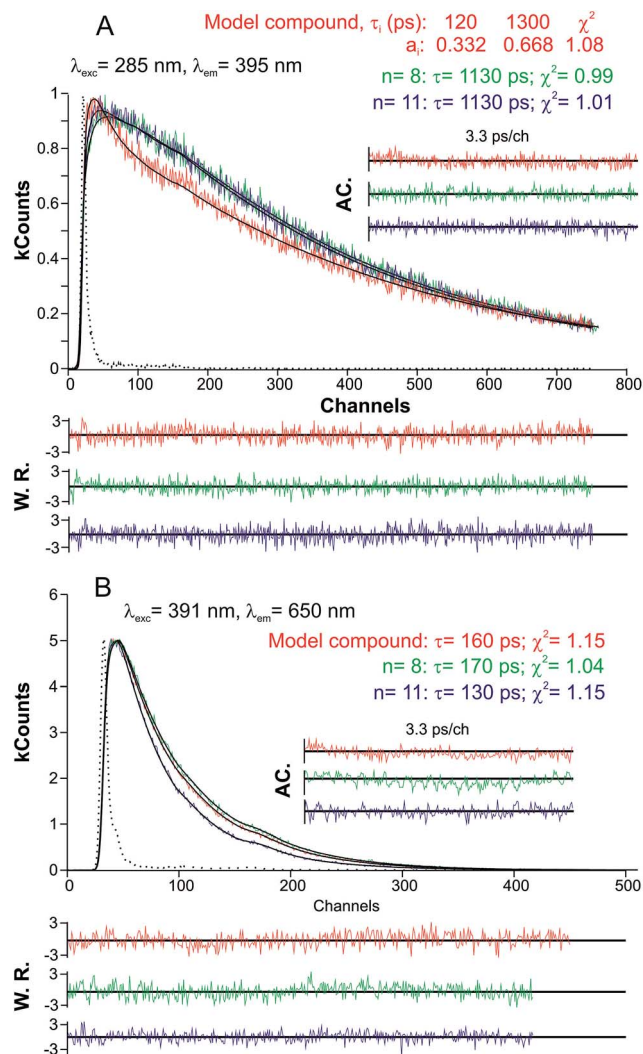 A
Model compound, τi (ps): 120 1300 χ²
ai: 0.332 0.668 1.08
λexc= 285 nm, λem= 395 nm
n= 8: τ= 1130 ps; χ²= 0.99
n= 11: τ= 1130 ps; χ²= 1.01
3.3 ps/ch
AC.
kCounts
1
0.8
0.6
0.4
0.2
0
0 100 200 300 400 500 600 700 800
Channels
W. R.
3
-3
3
-3
3
-3
B
λexc= 391 nm, λem= 650 nm
Model compound: τ= 160 ps; χ²= 1.15
n= 8: τ= 170 ps; χ²= 1.04
n= 11: τ= 130 ps; χ²= 1.15
3.3 ps/ch
AC.
kCounts
6
5
4
3
2
1
0
0 100 200 300 400 500
Channels
W. R.
3
-3
3
-3
3
-3